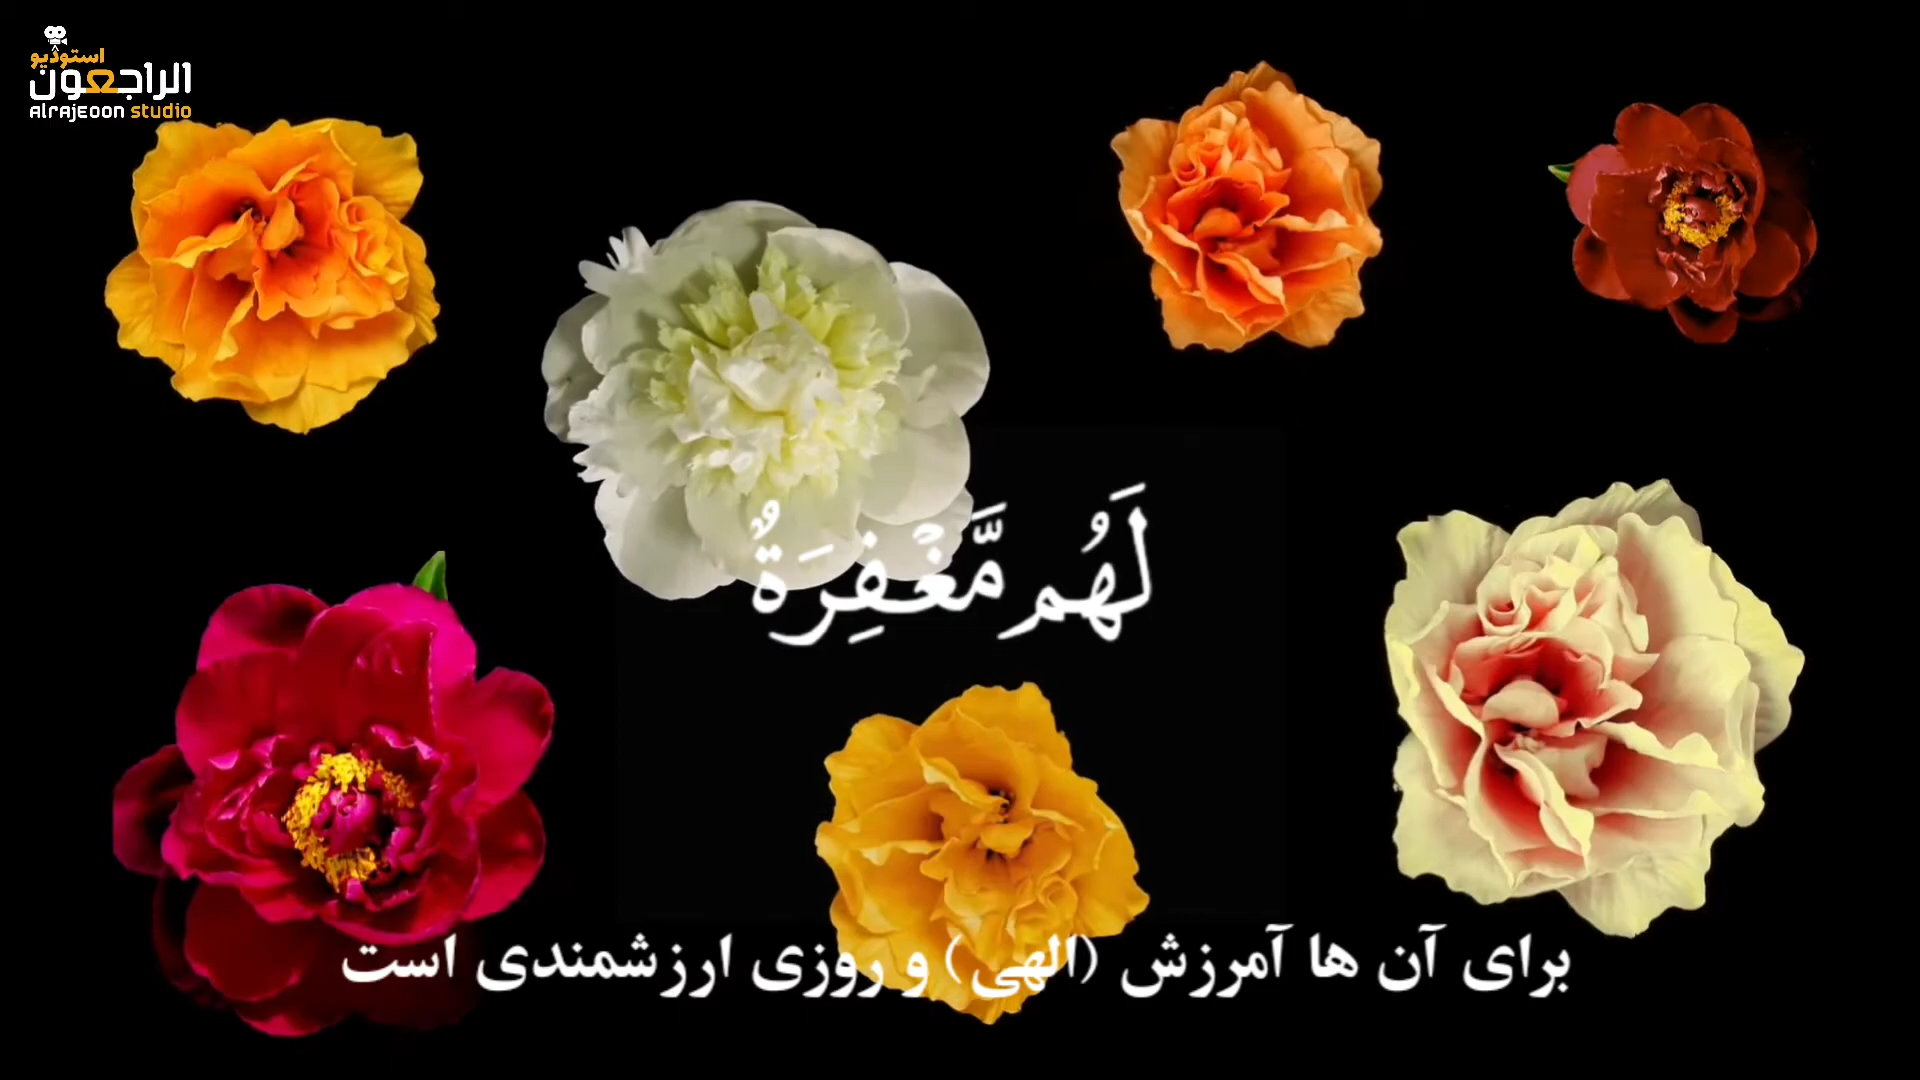 استودیو
الراجعون
Alrajeoon studio
لَهُم مَّغْفِرَةٌ
برای آن ها آمرزش (الهی) و روزی ارزشمندی است